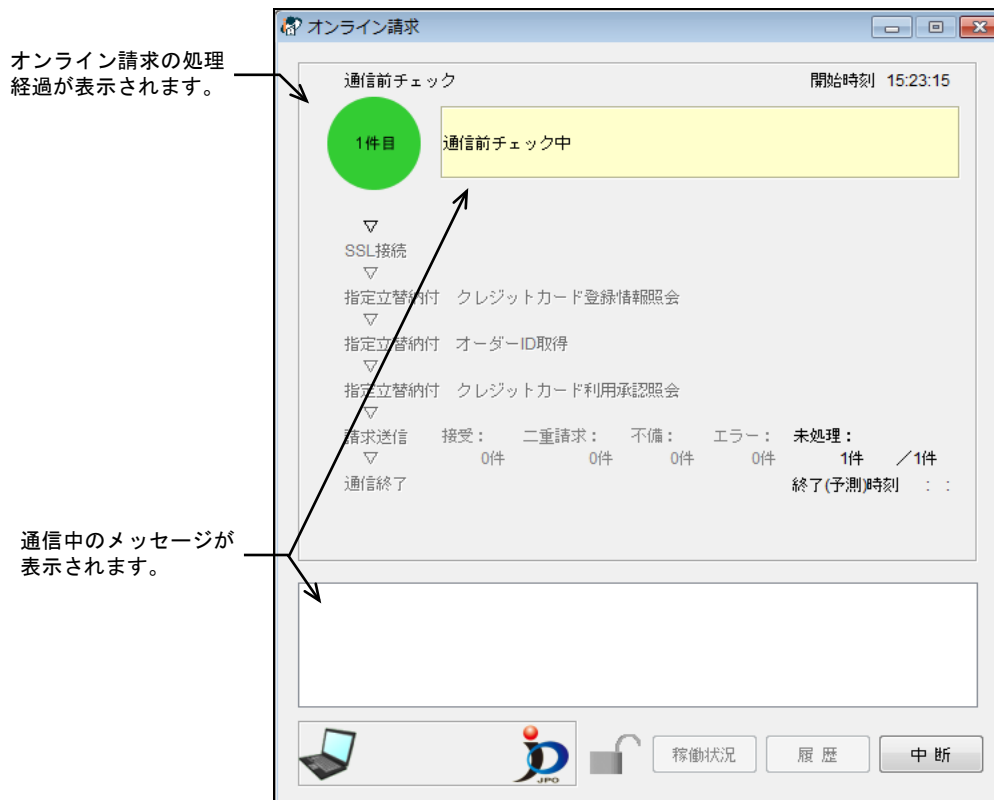 オンライン請求
オンライン請求の処理
経過が表示されます。
通信前チェック 開始時刻 15:23:15
1件目 通信前チェック中
▽
SSL接続
▽
指定立替納付 クレジットカード登録情報照会
▽
指定立替納付 オーダーID取得
▽
指定立替納付 クレジットカード利用承認照会
▽
請求送信 接受: 二重請求: 不備: エラー: 未処理:
▽ 0件 0件 0件 0件 1件 /1件
通信終了 終了(予測)時刻 : :
通信中のメッセージが
表示されます。
JPO 稼働状況 履歴 中断